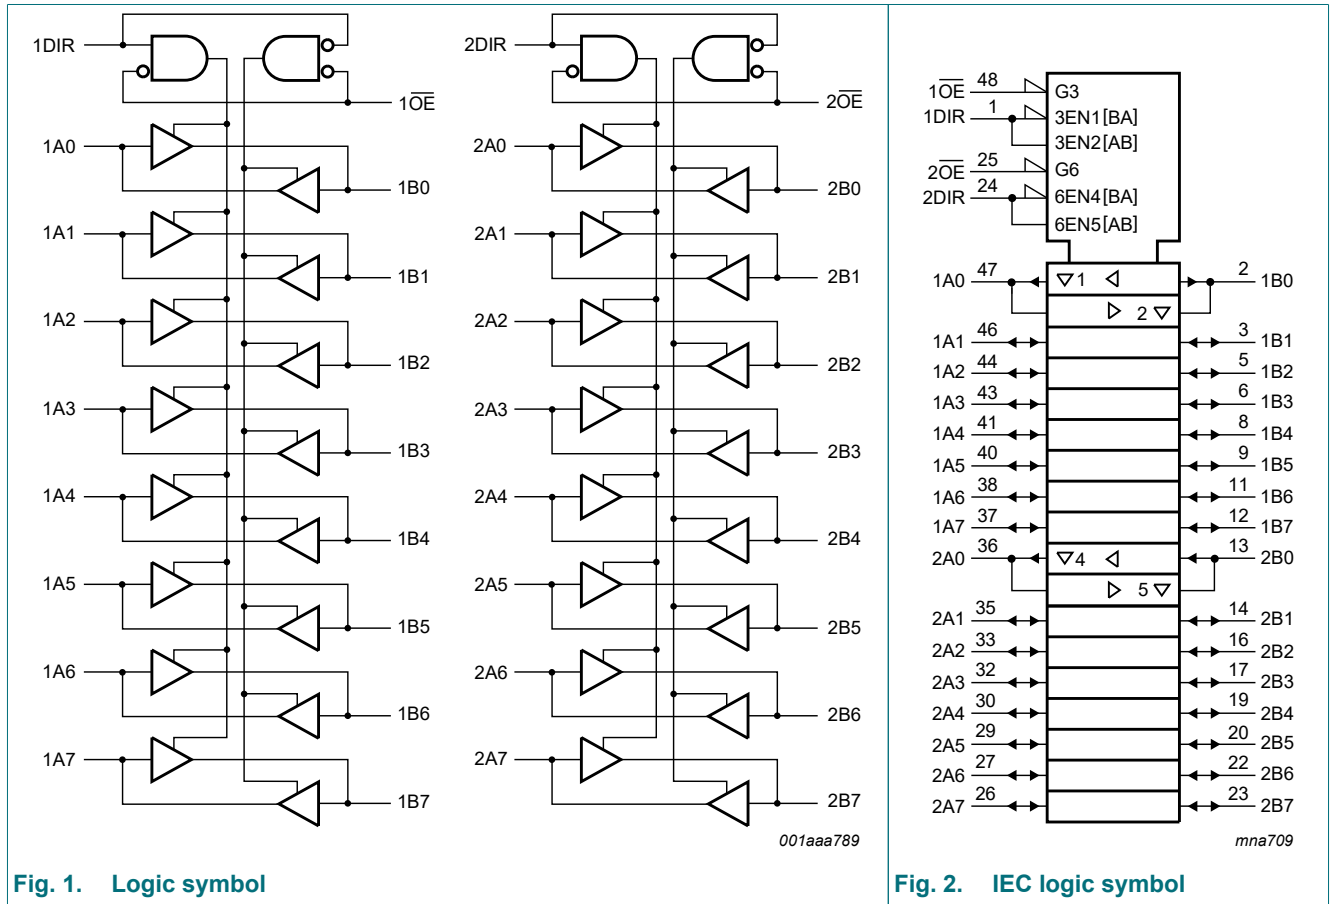 1DIR
1O͞E͞
1A0
1B0
1A1
1B1
1A2
1B2
1A3
1B3
1A4
1B4
1A5
1B5
1A6
1B6
1A7
1B7
2DIR
2O͞E͞
2A0
2B0
2A1
2B1
2A2
2B2
2A3
2B3
2A4
2B4
2A5
2B5
2A6
2B6
2A7
2B7
001aaa789
Fig. 1. Logic symbol
1O͞E͞ 48 G3
1DIR 1 3EN1[BA]
3EN2[AB]
2O͞E͞ 25 G6
2DIR 24 6EN4[BA]
6EN5[AB]
1A0 47 1 2 1B0
2
1A1 46 3 1B1
1A2 44 5 1B2
1A3 43 6 1B3
1A4 41 8 1B4
1A5 40 9 1B5
1A6 38 11 1B6
1A7 37 12 1B7
2A0 36 4 13 2B0
5
2A1 35 14 2B1
2A2 33 16 2B2
2A3 32 17 2B3
2A4 30 19 2B4
2A5 29 20 2B5
2A6 27 22 2B6
2A7 26 23 2B7
mna709
Fig. 2. IEC logic symbol